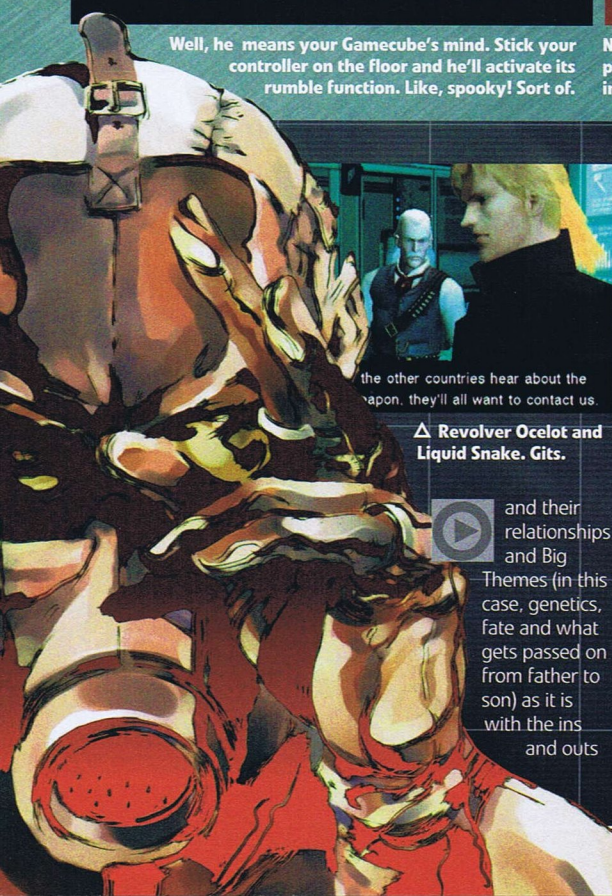 Well, he means your Gamecube's mind. Stick your
controller on the floor and he'll activate its
rumble function. Like, spooky! Sort of.
the other countries hear about the
they'll all want to contact us.
△ Revolver Ocelot and
Liquid Snake. Gits.
and their
relationships
and Big
Themes (in this
case, genetics,
fate and what
gets passed on
from father to
son) as it is
with the ins
and outs